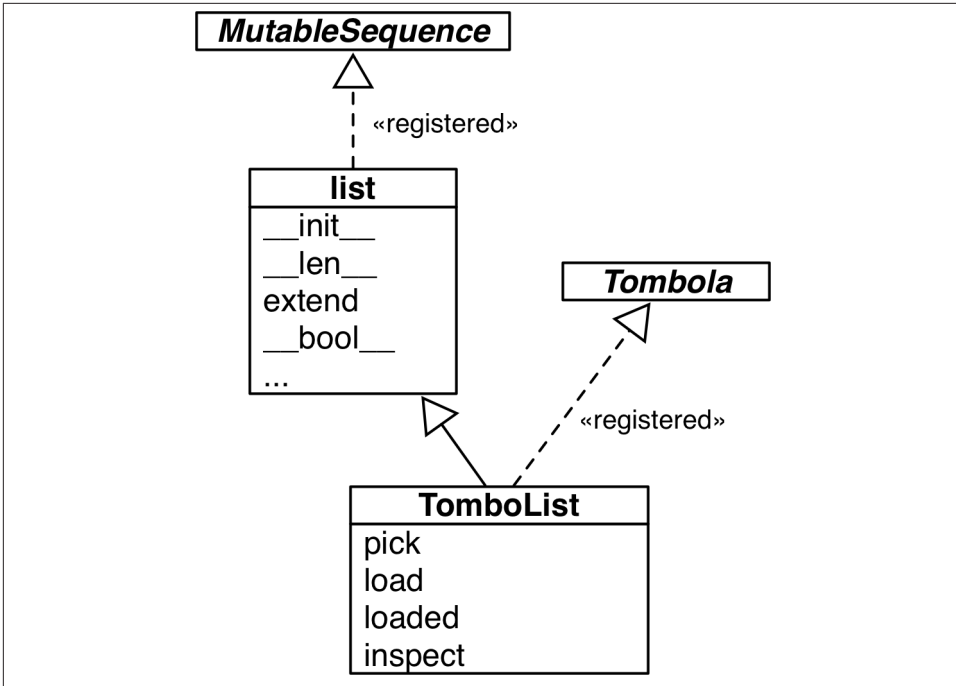 MutableSequence
«registered»
list
__init__
__len__
extend
__bool__
...
Tombola
«registered»
TomboList
pick
load
loaded
inspect